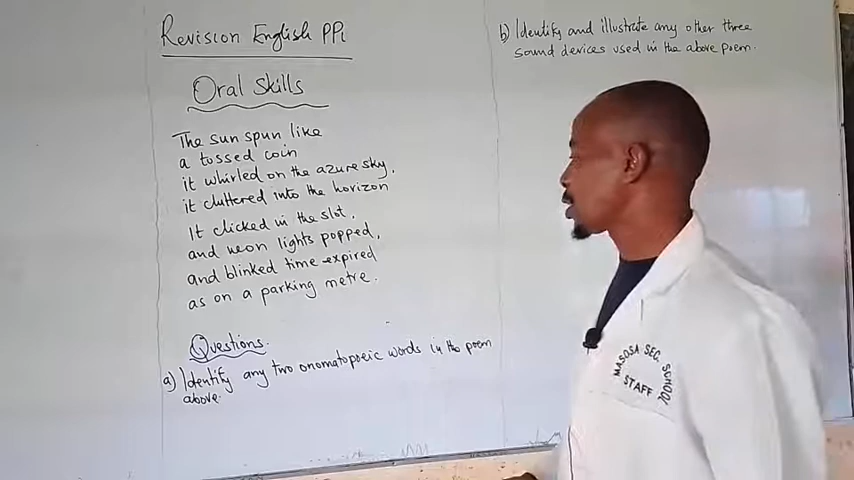 Revision English PP1
Oral Skills
The sun spun like
a tossed coin
it whirled on the azure sky,
it cluttered into the horizon
It clicked in the slot,
and neon lights popped,
and blinked time expired
as on a parking metre.
Questions.
a) Identify any two onomatopoeic words in the poem
above.
b) Identify and illustrate any other three
sound devices used in the above poem.
MASOSA SEC. SCHOOL
STAFF